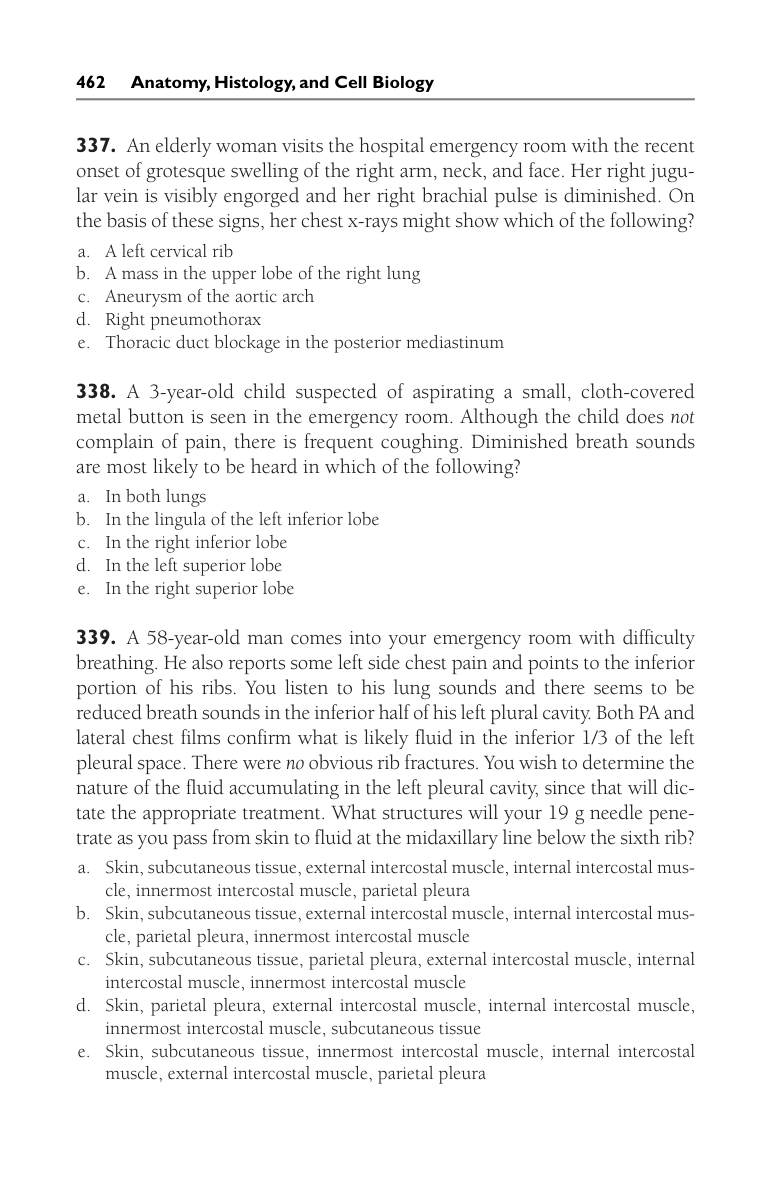 462 Anatomy, Histology, and Cell Biology
337. An elderly woman visits the hospital emergency room with the recent
onset of grotesque swelling of the right arm, neck, and face. Her right jugu-
lar vein is visibly engorged and her right brachial pulse is diminished. On
the basis of these signs, her chest x-rays might show which of the following?
a. A left cervical rib
b. A mass in the upper lobe of the right lung
c. Aneurysm of the aortic arch
d. Right pneumothorax
e. Thoracic duct blockage in the posterior mediastinum
338. A 3-year-old child suspected of aspirating a small, cloth-covered
metal button is seen in the emergency room. Although the child does not
complain of pain, there is frequent coughing. Diminished breath sounds
are most likely to be heard in which of the following?
a. In both lungs
b. In the lingula of the left inferior lobe
c. In the right inferior lobe
d. In the left superior lobe
e. In the right superior lobe
339. A 58-year-old man comes into your emergency room with difficulty
breathing. He also reports some left side chest pain and points to the inferior
portion of his ribs. You listen to his lung sounds and there seems to be
reduced breath sounds in the inferior half of his left plural cavity. Both PA and
lateral chest films confirm what is likely fluid in the inferior 1/3 of the left
pleural space. There were no obvious rib fractures. You wish to determine the
nature of the fluid accumulating in the left pleural cavity, since that will dic-
tate the appropriate treatment. What structures will your 19 g needle pene-
trate as you pass from skin to fluid at the midaxillary line below the sixth rib?
a. Skin, subcutaneous tissue, external intercostal muscle, internal intercostal mus-
cle, innermost intercostal muscle, parietal pleura
b. Skin, subcutaneous tissue, external intercostal muscle, internal intercostal mus-
cle, parietal pleura, innermost intercostal muscle
c. Skin, subcutaneous tissue, parietal pleura, external intercostal muscle, internal
intercostal muscle, innermost intercostal muscle
d. Skin, parietal pleura, external intercostal muscle, internal intercostal muscle,
innermost intercostal muscle, subcutaneous tissue
e. Skin, subcutaneous tissue, innermost intercostal muscle, internal intercostal
muscle, external intercostal muscle, parietal pleura